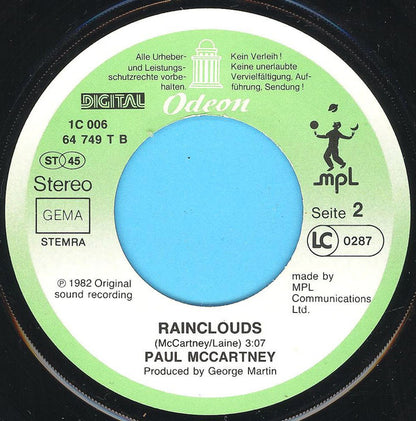 Alle Urheber-
und Leistungs-
schutzrechte vorbe-
halten.
Kein Verleih!
Keine unerlaubte
Vervielfältigung, Auf-
führung, Sendung!
DIGITAL
Odeon
1C 006
64 749 T B
ST 45
Stereo
GEMA
STEMRA
mpl
Seite 2
LC 0287
℗ 1982 Original
sound recording
made by
MPL
Communications
Ltd.
RAINCLOUDS
(McCartney/Laine) 3:07
PAUL MCCARTNEY
Produced by George Martin